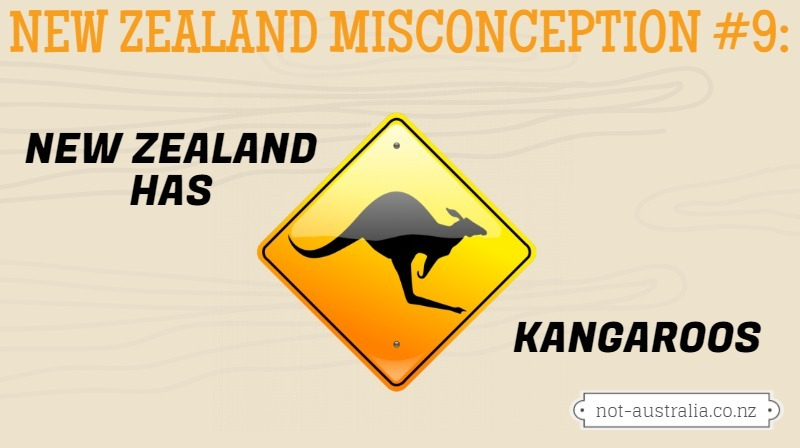 NEW ZEALAND MISCONCEPTION #9:
NEW ZEALAND
HAS
KANGAROOS
not-australia.co.nz